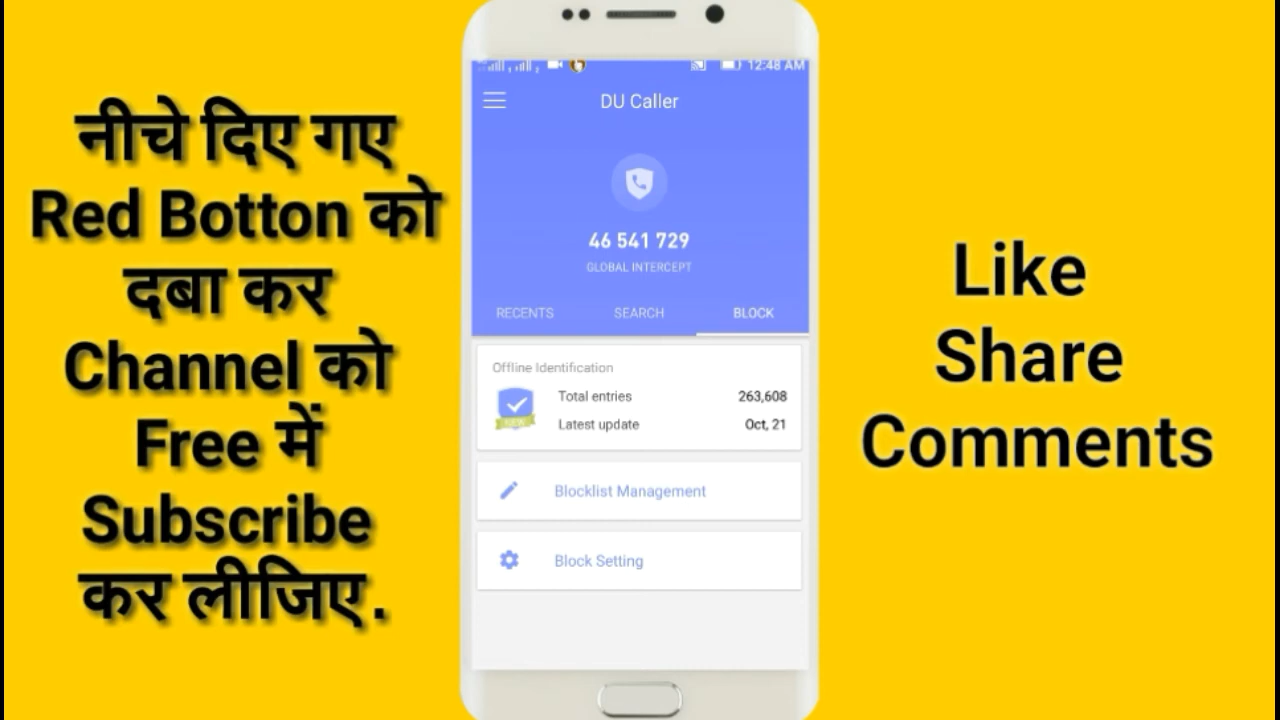 नीचे दिए गए
Red Botton को
दबा कर
Channel को
Free में
Subscribe
कर लीजिए.
12:48 AM
DU Caller
46 541 729
GLOBAL INTERCEPT
RECENTS SEARCH BLOCK
Offline Identification
Total entries 263,608
Latest update Oct, 21
Blocklist Management
Block Setting
Like
Share
Comments